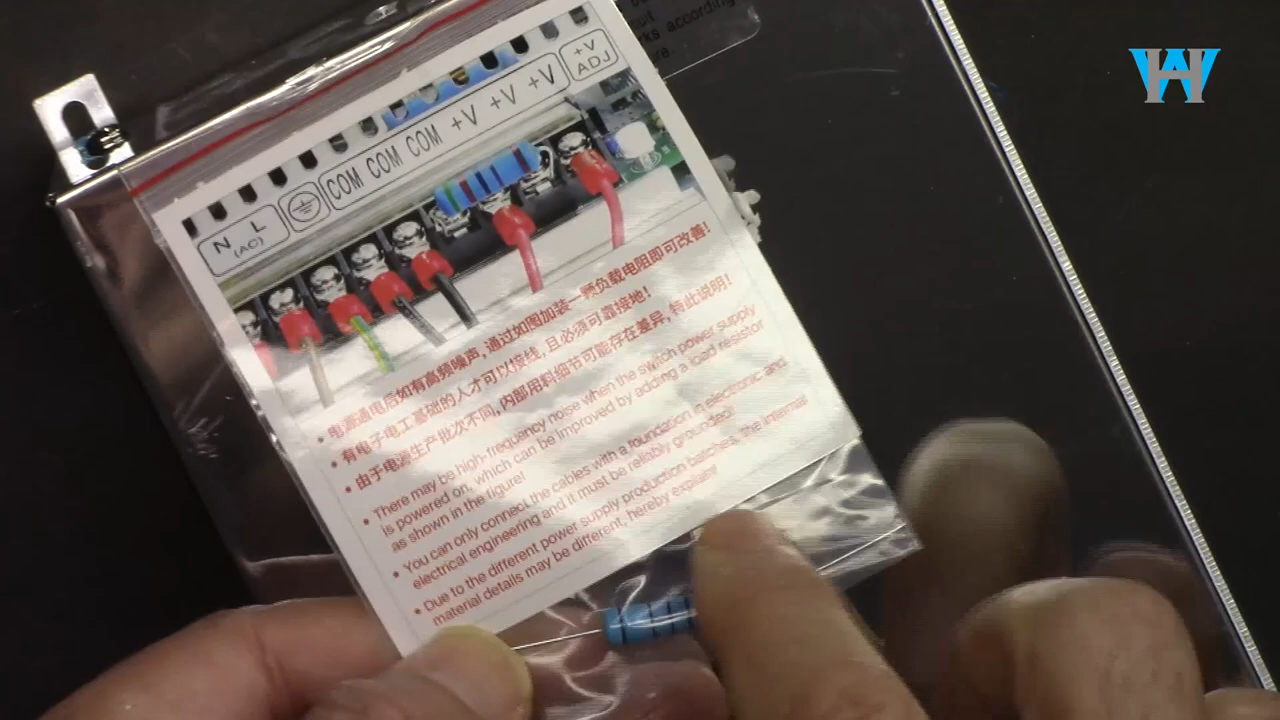 rks according
N L
(AC)
COM COM COM +V +V +V
+V
ADJ
• 电源通电后如有高频噪声, 通过如图加装一颗负载电阻即可改善!
• 有电子电工基础的人才可以接线, 且必须可靠接地!
• 由于电源生产批次不同, 内部用料细节可能存在差异, 特此说明!
• There may be high-frequency noise when the switch power supply
is powered on, which can be improved by adding a load resistor
as shown in the figure!
• You can only connect the cables with a foundation in electronic and
electrical engineering and it must be reliably grounded!
• Due to the different power supply production batches, the internal
material details may be different, hereby explain!